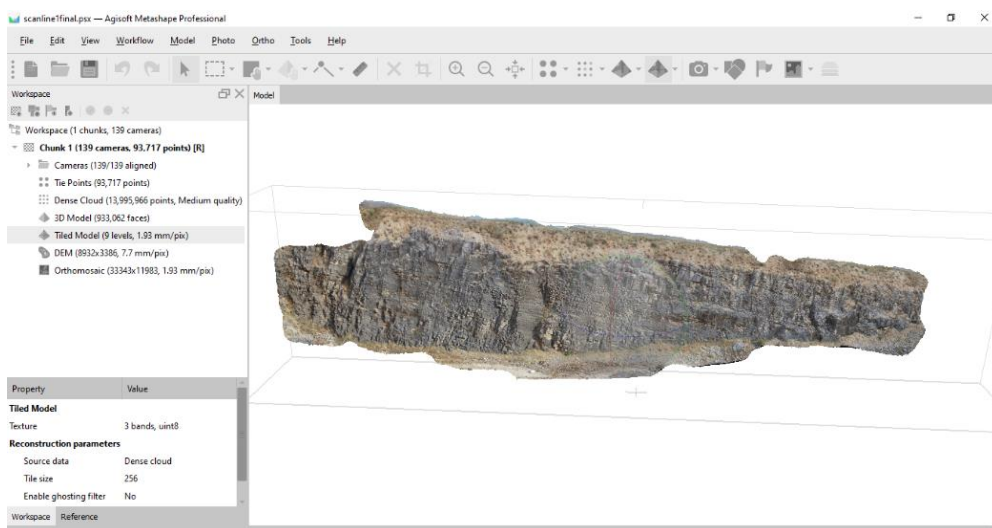 scanline1final.psx — Agisoft Metashape Professional
File Edit View Workflow Model Photo Ortho Tools Help
Workspace
Model
Workspace (1 chunks, 139 cameras)
Chunk 1 (139 cameras, 93,717 points) [R]
Cameras (139/139 aligned)
Tie Points (93,717 points)
Dense Cloud (13,995,966 points, Medium quality)
3D Model (933,062 faces)
Tiled Model (9 levels, 1.93 mm/pix)
DEM (8932x3386, 7.7 mm/pix)
Orthomosaic (33343x11983, 1.93 mm/pix)
Property Value
Tiled Model
Texture 3 bands, uint8
Reconstruction parameters
Source data Dense cloud
Tile size 256
Enable ghosting filter No
Workspace Reference